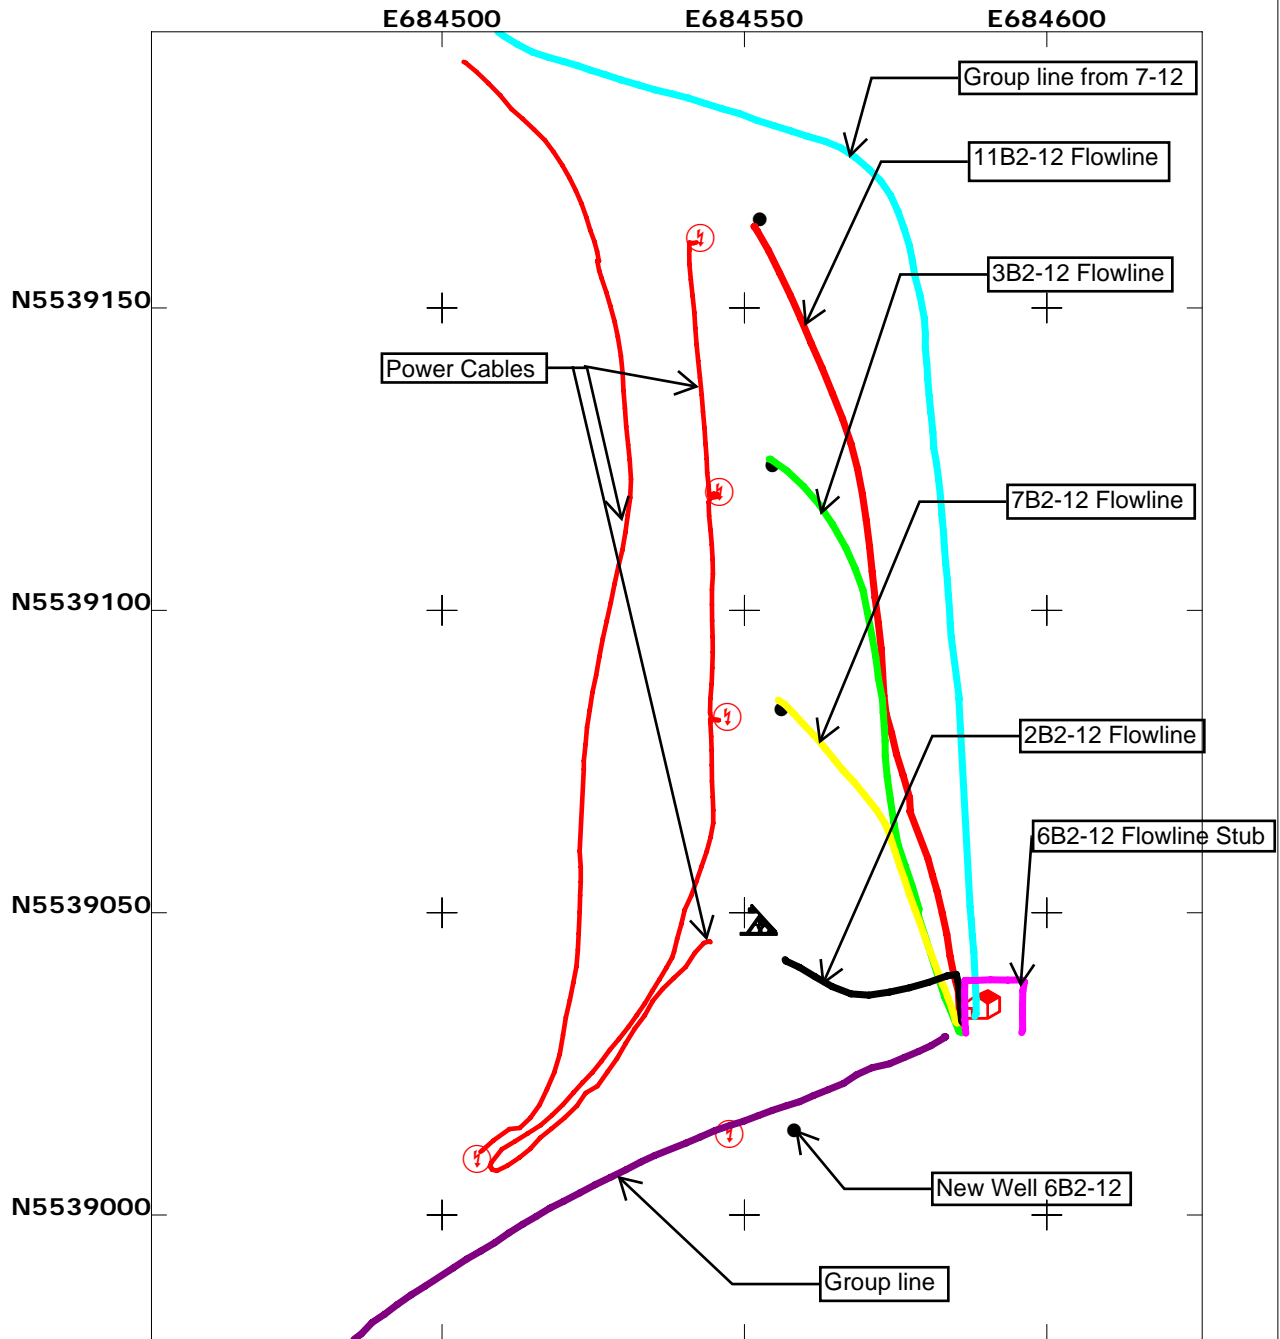 E684500 E684550 E684600
Group line from 7-12
11B2-12 Flowline
3B2-12 Flowline
N5539150
Power Cables
7B2-12 Flowline
N5539100
2B2-12 Flowline
6B2-12 Flowline Stub
N5539050
New Well 6B2-12
N5539000
Group line